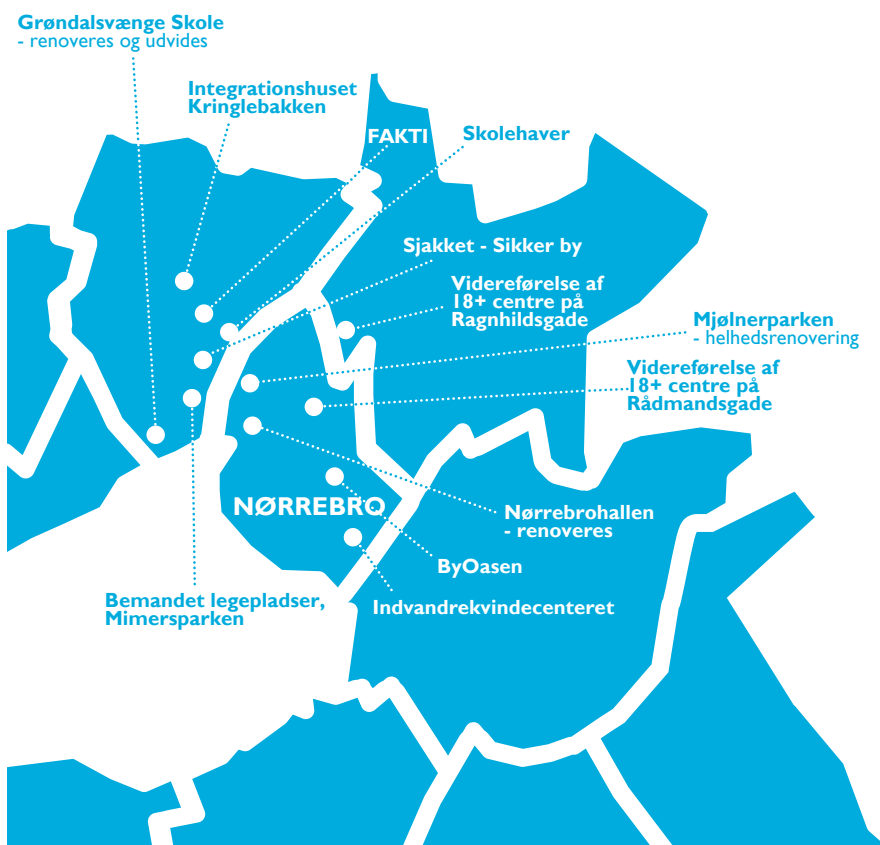 Grøndalsvænge Skole
- renoveres og udvides
Integrationshuset
Kringlebakken
FAKTI
Skolehaver
Sjakket - Sikker by
Videreførelse af
18+ centre på
Ragnhildsgade
Mjølnerparken
- helhedsrenovering
Videreførelse af
18+ centre på
Rådmandsgade
NØRREBRO
Nørrebrohallen
- renoveres
ByOasen
Indvandrekvindecenteret
Bemandet legepladser,
Mimersparken